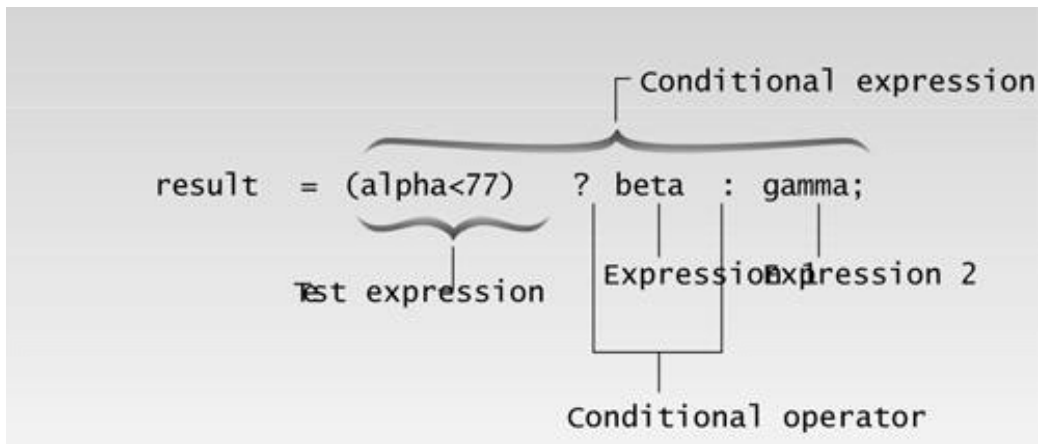 Conditional expression
result = (alpha<77) ? beta : gamma;
Expression 1 Expression 2
Test expression
Conditional operator